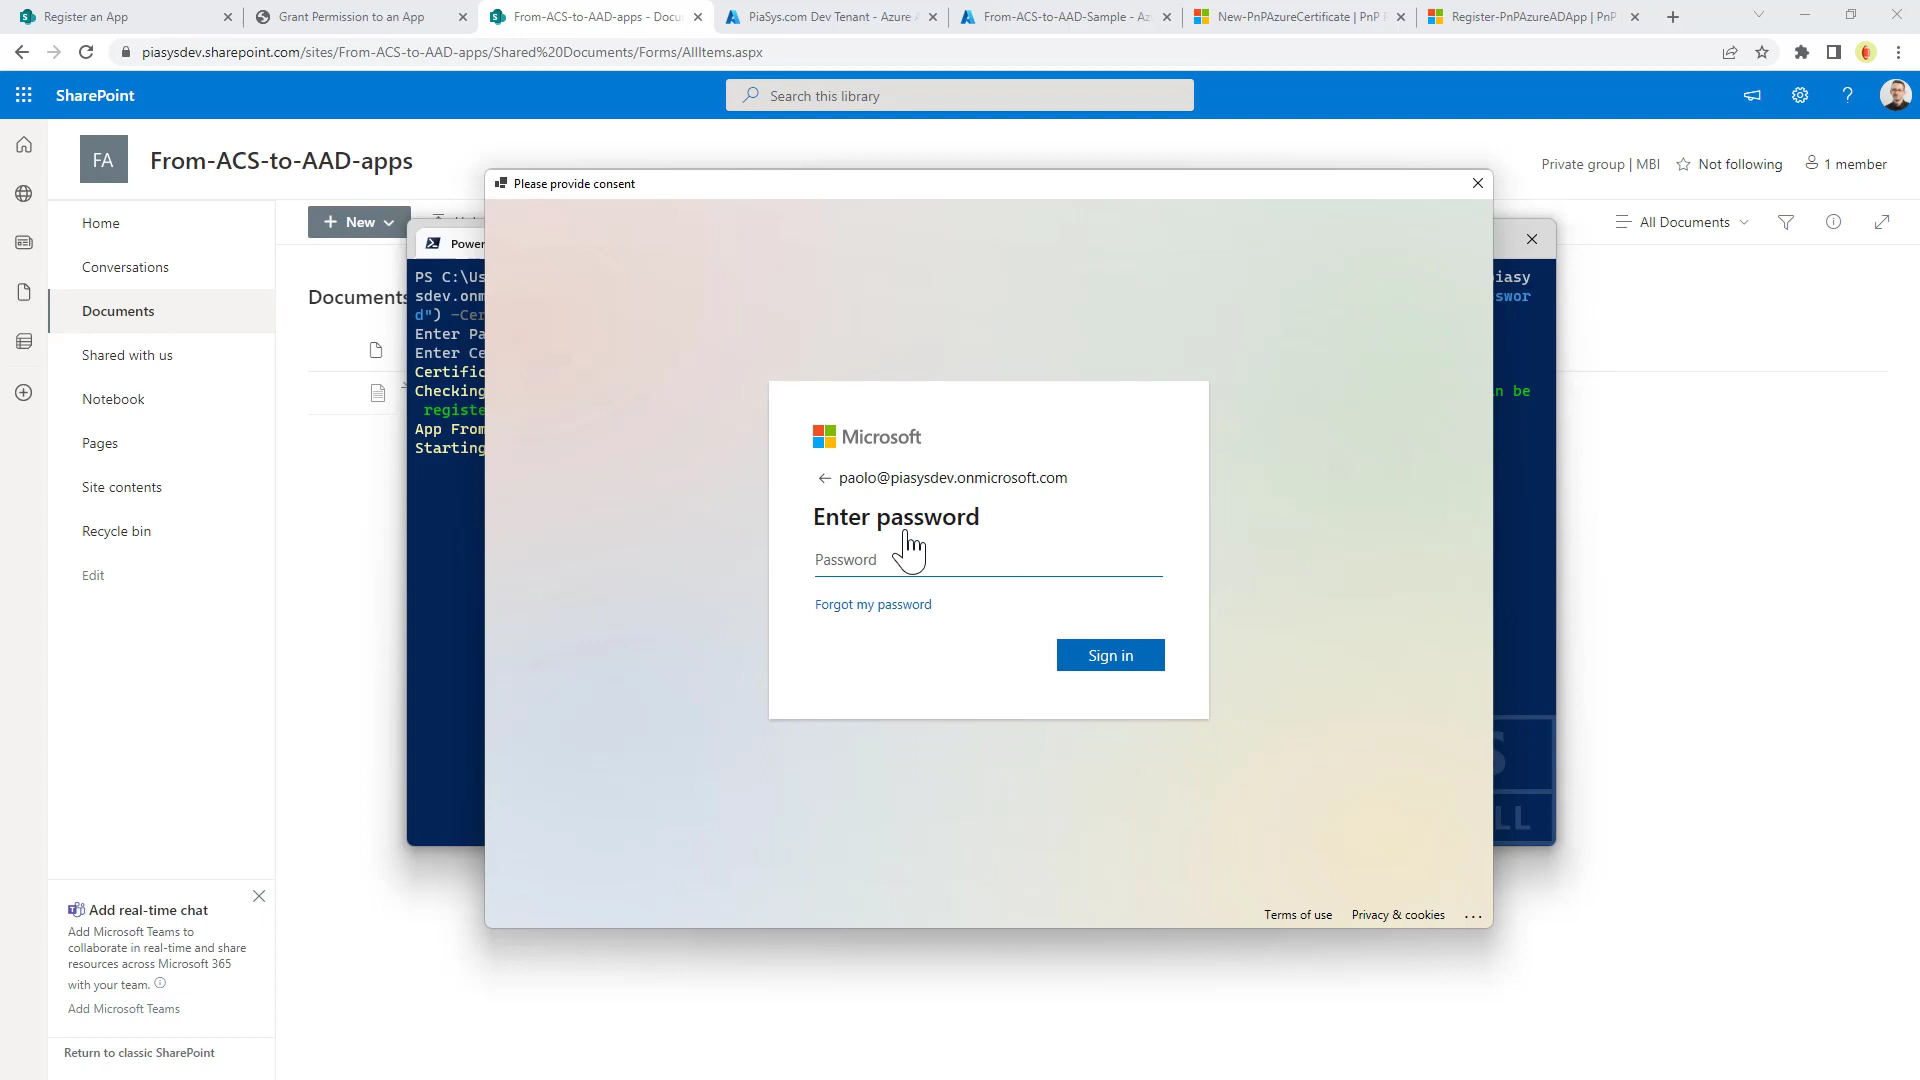 Register an App
Grant Permission to an App
From-ACS-to-AAD-apps - Docu
PiaSys.com Dev Tenant - Azure A
From-ACS-to-AAD-Sample - Az
New-PnPAzureCertificate | PnP P
Register-PnPAzureADApp | PnP
piasysdev.sharepoint.com/sites/From-ACS-to-AAD-apps/Shared%20Documents/Forms/AllItems.aspx
SharePoint
Search this library
FA
From-ACS-to-AAD-apps
Private group | MBI
Not following
1 member
Home
Conversations
Documents
Shared with us
Notebook
Pages
Site contents
Recycle bin
Edit
New
All Documents
Documents
Power
PS C:\Us
piasy
sdev.onm
swor
d") -Cer
Enter Pa
Enter Ce
Certific
Checking
n be
registe
App From
Starting
S
LL
Please provide consent
Microsoft
paolo@piasysdev.onmicrosoft.com
Enter password
Password
Forgot my password
Sign in
Terms of use
Privacy & cookies
...
Add real-time chat
Add Microsoft Teams to
collaborate in real-time and share
resources across Microsoft 365
with your team.
Add Microsoft Teams
Return to classic SharePoint